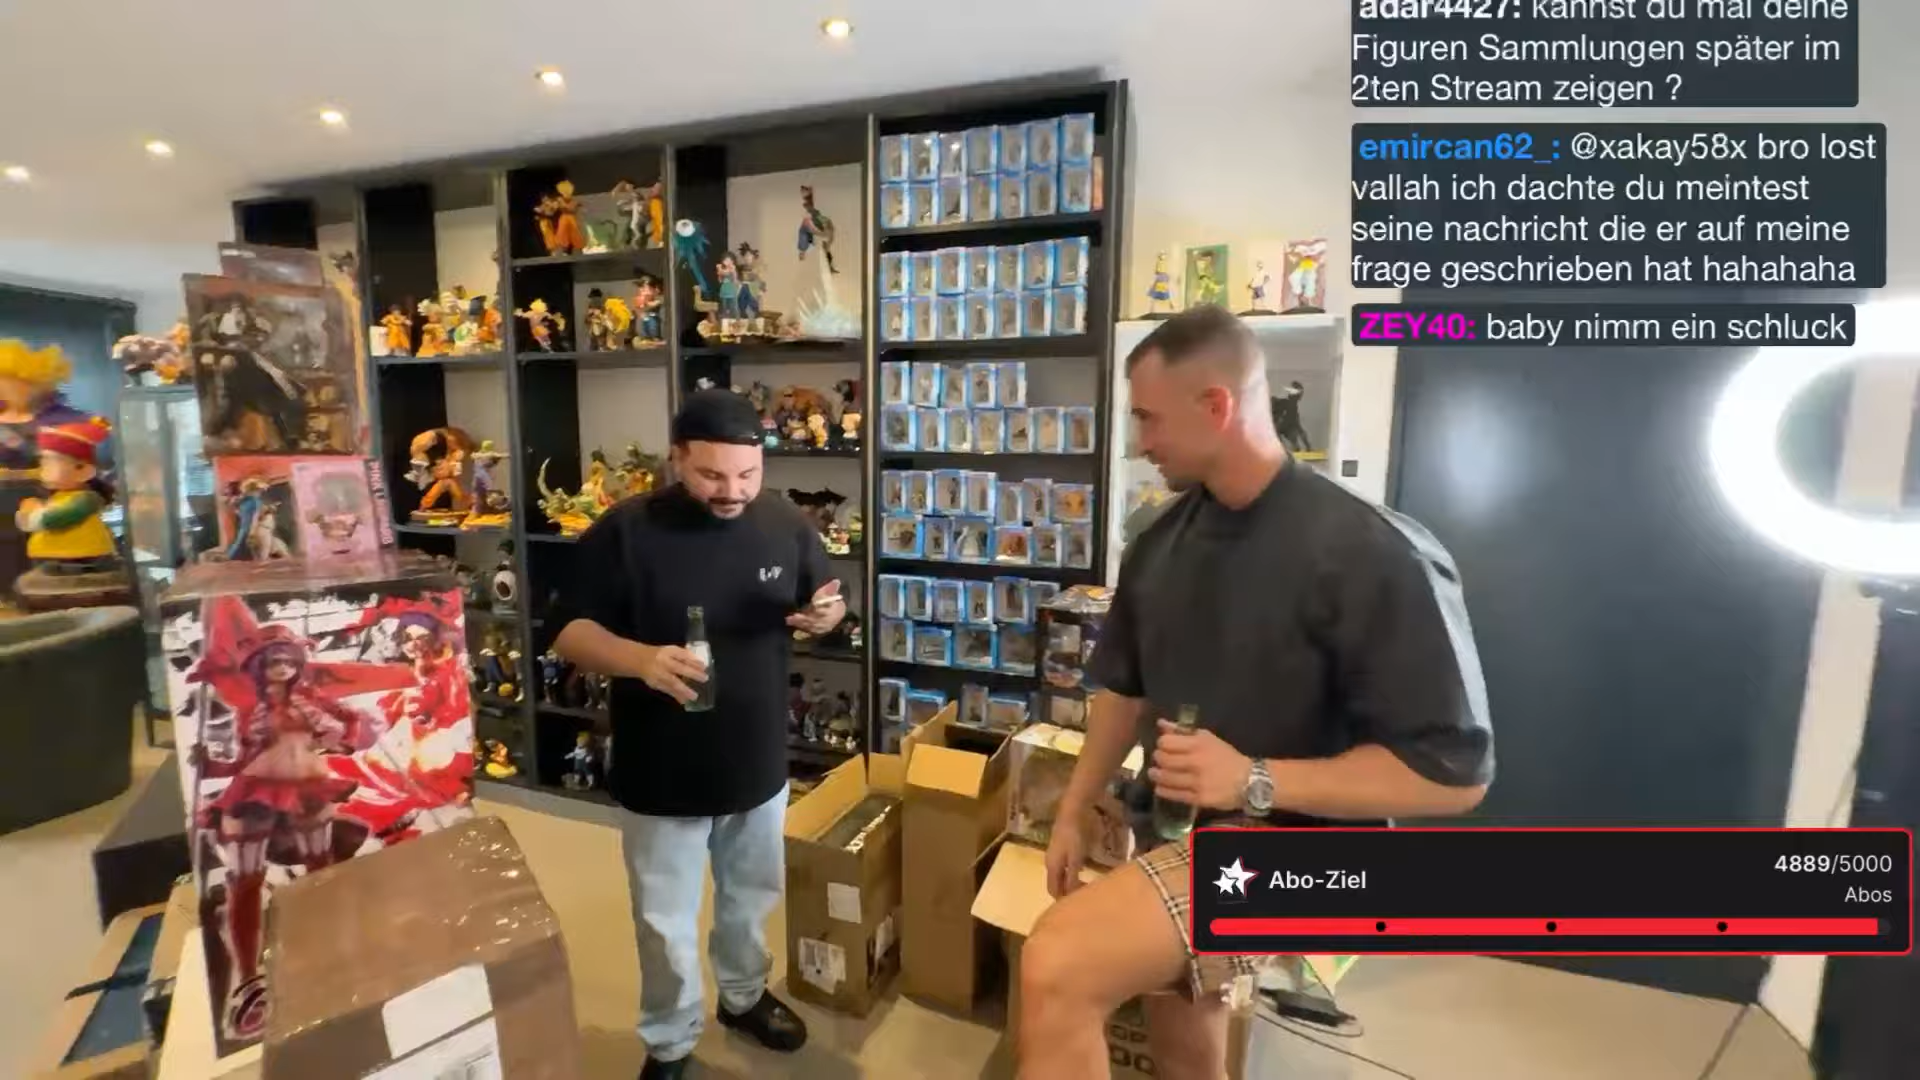 adar4427: kannst du mal deine
Figuren Sammlungen später im
2ten Stream zeigen ?
emircan62_: @xakay58x bro lost
vallah ich dachte du meintest
seine nachricht die er auf meine
frage geschrieben hat hahahaha
ZEY40: baby nimm ein schluck
Abo-Ziel
4889/5000
Abos